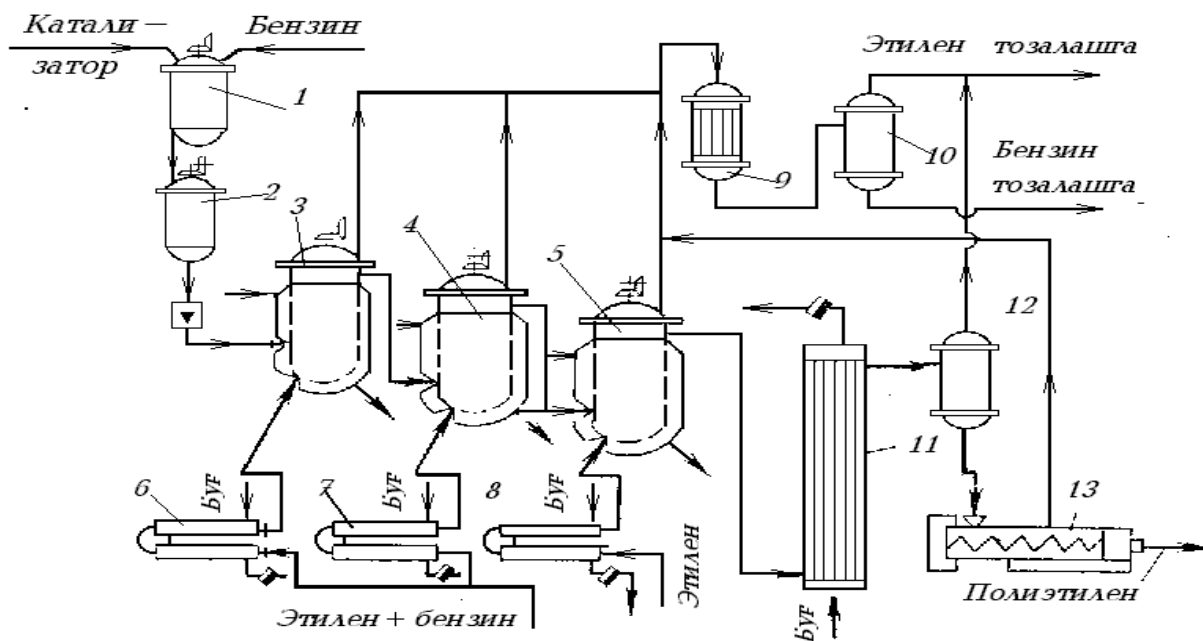 Катали —
Бензин
затор
1
Этилен тозалашга
2
10
9
Бензин
тозалашга
3
4
5
12
11
6
Буғ
7
Буғ
8
Буғ
Этилен
13
Этилен + бензин
Буғ
Полиэтилен